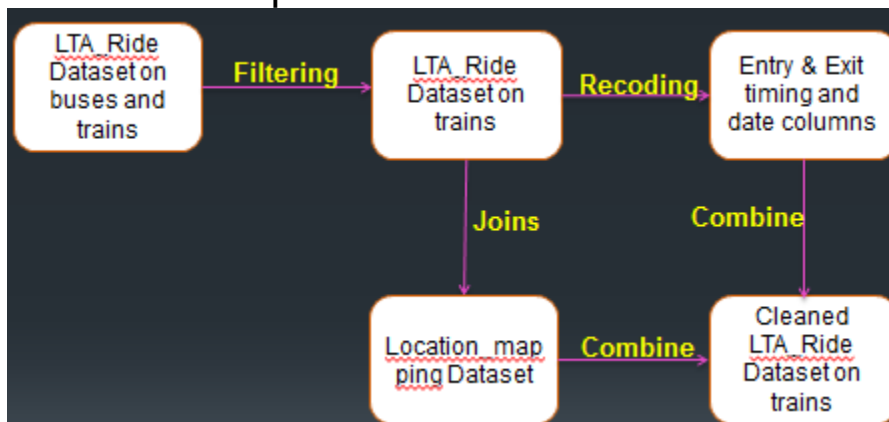 LTA_Ride
Dataset on
buses and
trains
Filtering
LTA_Ride
Dataset on
trains
Recoding
Entry & Exit
timing and
date columns
Joins
Combine
Location_map
ping Dataset
Combine
Cleaned
LTA_Ride
Dataset on
trains